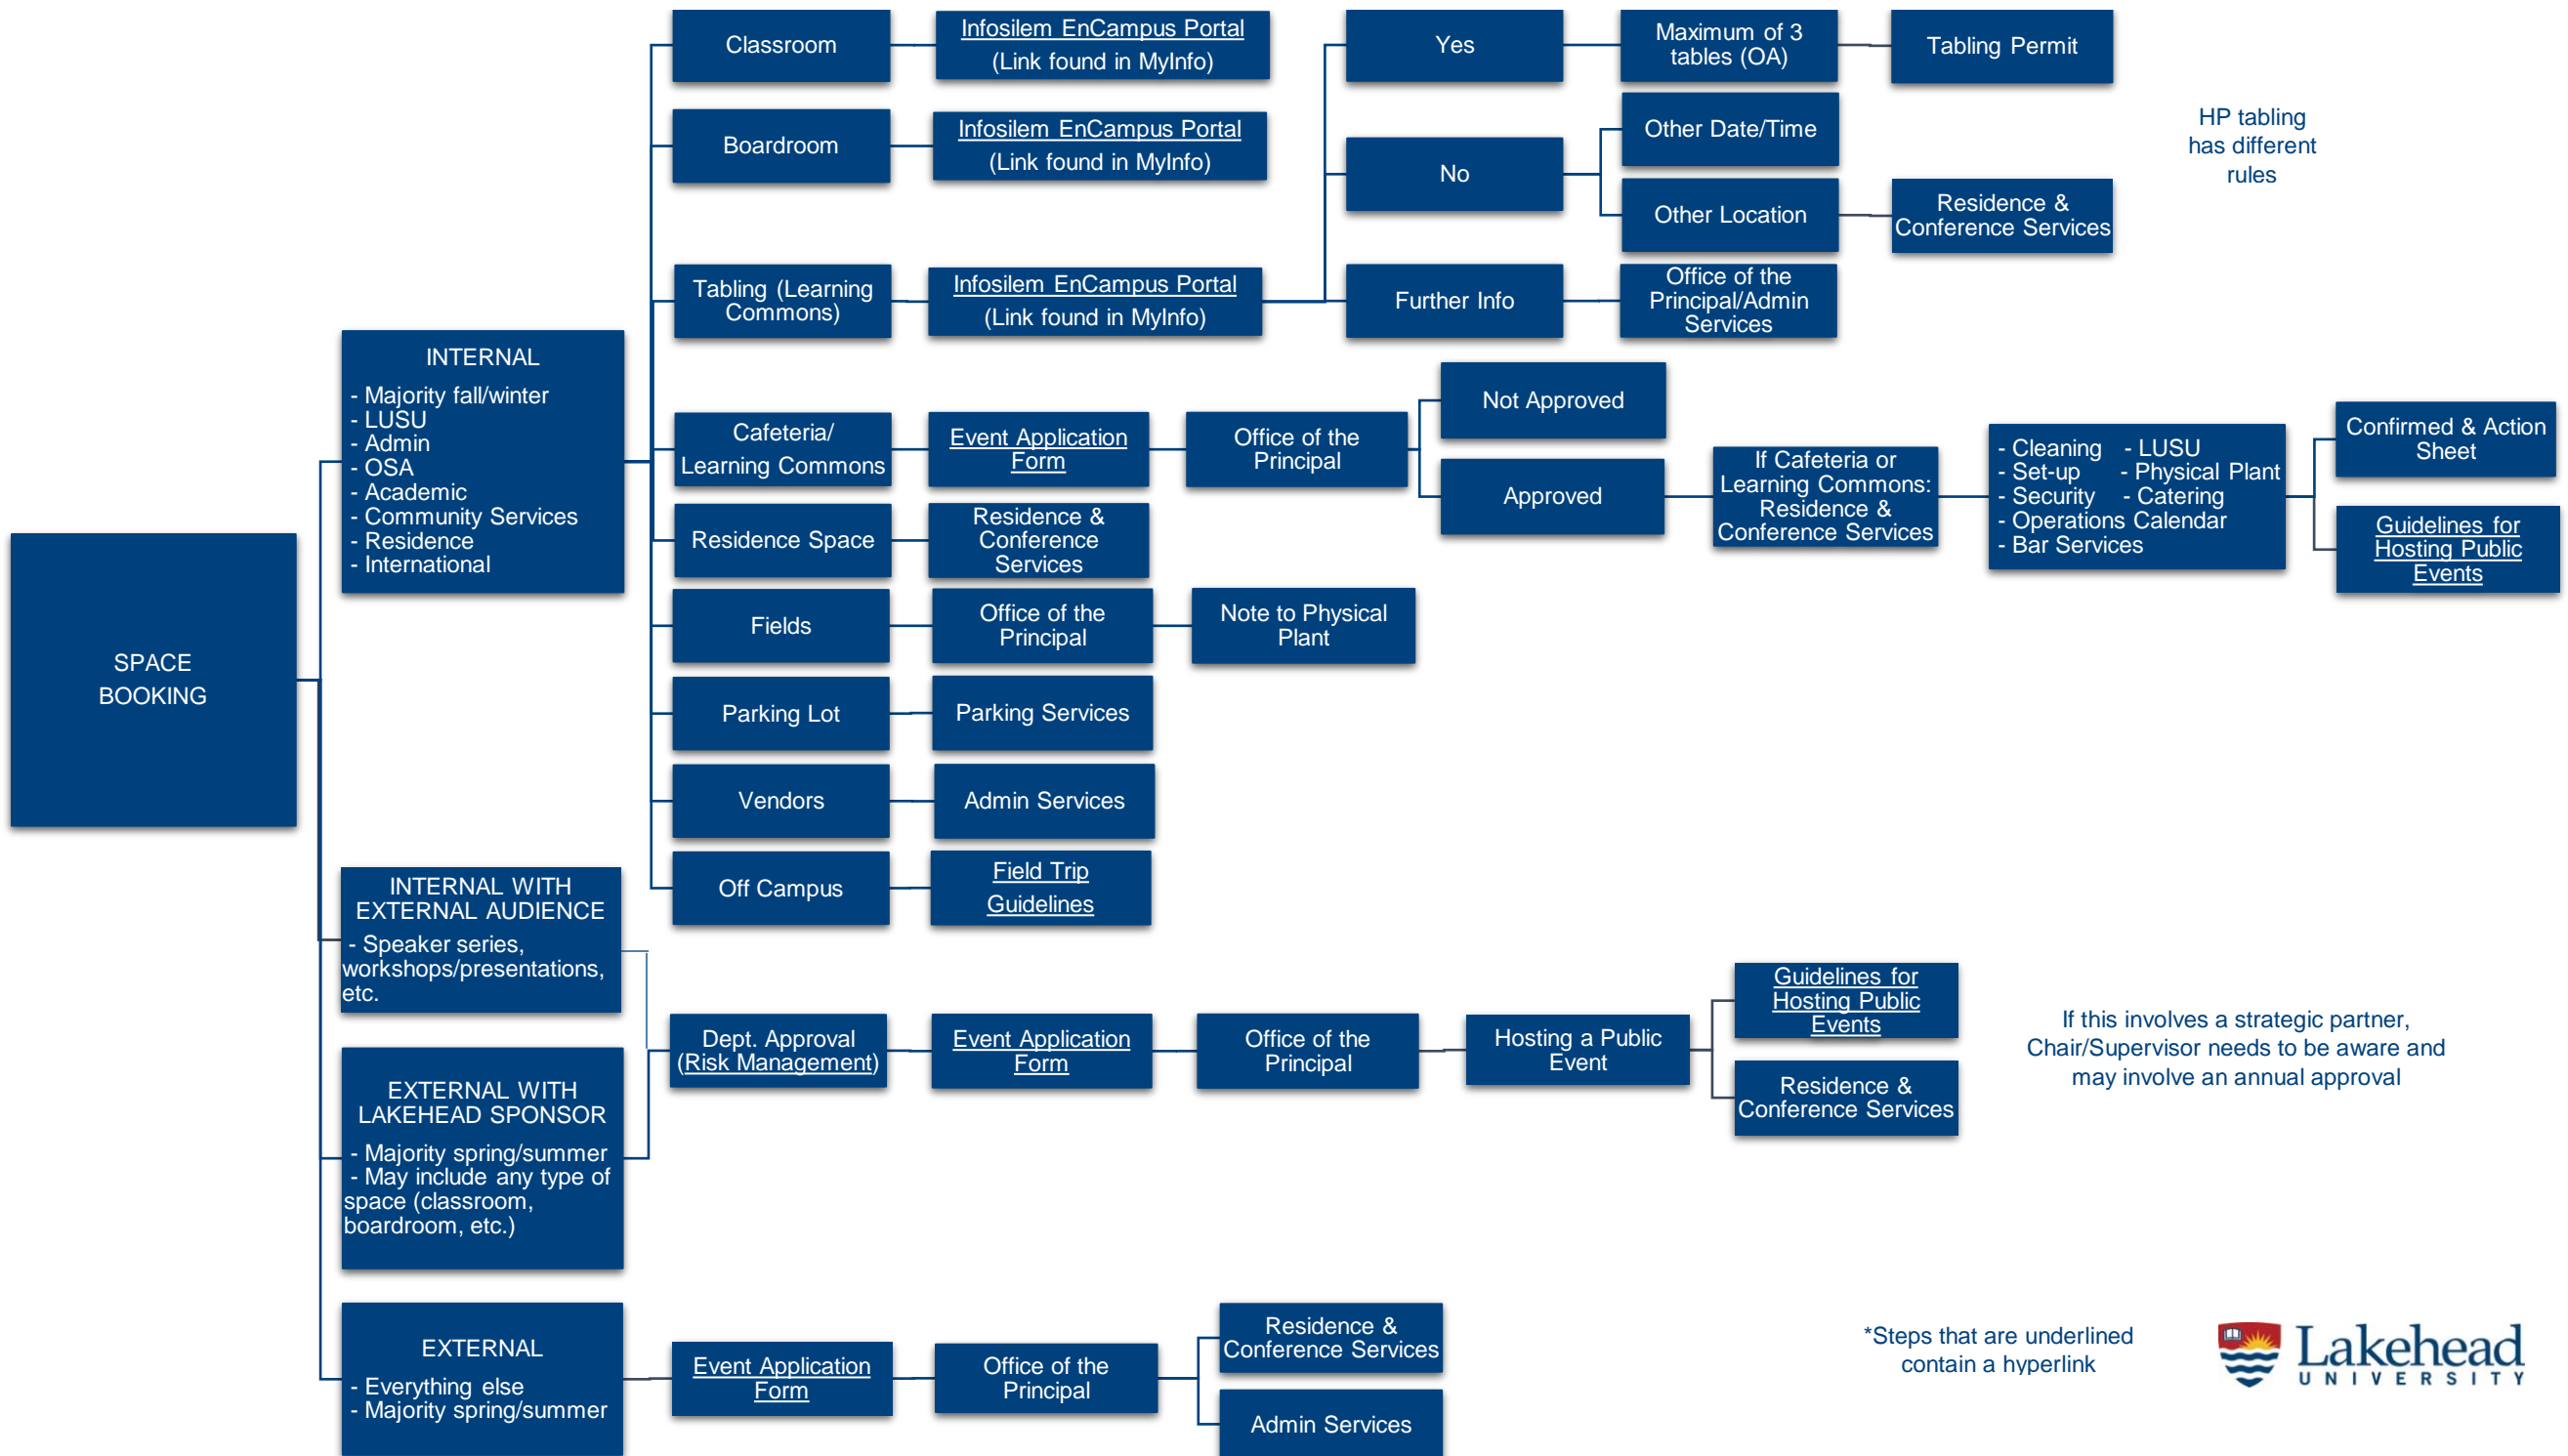 SPACE
BOOKING
INTERNAL
- Majority fall/winter
- LUSU
- Admin
- OSA
- Academic
- Community Services
- Residence
- International
Classroom
Infosilem EnCampus Portal
(Link found in MyInfo)
Boardroom
Infosilem EnCampus Portal
(Link found in MyInfo)
Tabling (Learning
Commons)
Infosilem EnCampus Portal
(Link found in MyInfo)
Yes
Maximum of 3
tables (OA)
Tabling Permit
No
Other Date/Time
Other Location
Residence &
Conference Services
Further Info
Office of the
Principal/Admin
Services
HP tabling
has different
rules
Cafeteria/
Learning Commons
Event Application
Form
Office of the
Principal
Not Approved
Approved
If Cafeteria or
Learning Commons:
Residence &
Conference Services
- Cleaning - LUSU
- Set-up - Physical Plant
- Security - Catering
- Operations Calendar
- Bar Services
Confirmed & Action
Sheet
Guidelines for
Hosting Public
Events
Residence Space
Residence &
Conference
Services
Fields
Office of the
Principal
Note to Physical
Plant
Parking Lot
Parking Services
Vendors
Admin Services
Off Campus
Field Trip
Guidelines
INTERNAL WITH
EXTERNAL AUDIENCE
- Speaker series,
workshops/presentations,
etc.
EXTERNAL WITH
LAKEHEAD SPONSOR
- Majority spring/summer
- May include any type of
space (classroom,
boardroom, etc.)
Dept. Approval
(Risk Management)
Event Application
Form
Office of the
Principal
Hosting a Public
Event
Guidelines for
Hosting Public
Events
Residence &
Conference Services
If this involves a strategic partner,
Chair/Supervisor needs to be aware and
may involve an annual approval
EXTERNAL
- Everything else
- Majority spring/summer
Event Application
Form
Office of the
Principal
Residence &
Conference Services
Admin Services
*Steps that are underlined
contain a hyperlink
Lakehead
UNIVERSITY